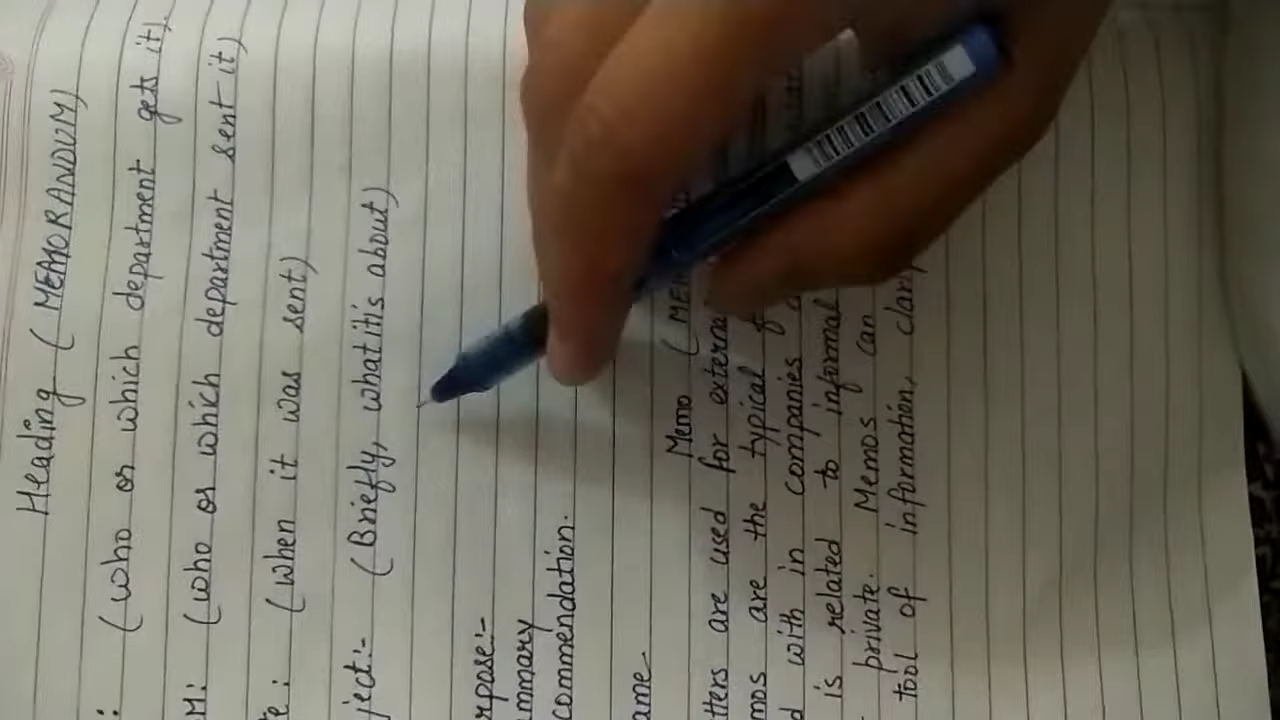 Heading (MEMORANDUM)
: (who or which department gets it).
M: (who or which department sent it)
te: (when it was sent)
ject:- (Briefly, what it is about)
rpose:-
mmary
commendation.
ame
Memo (MEM
tters are used for externa
mos are the typical f
d with in companies
is related to informal
private. Memos can
tool of information, clari